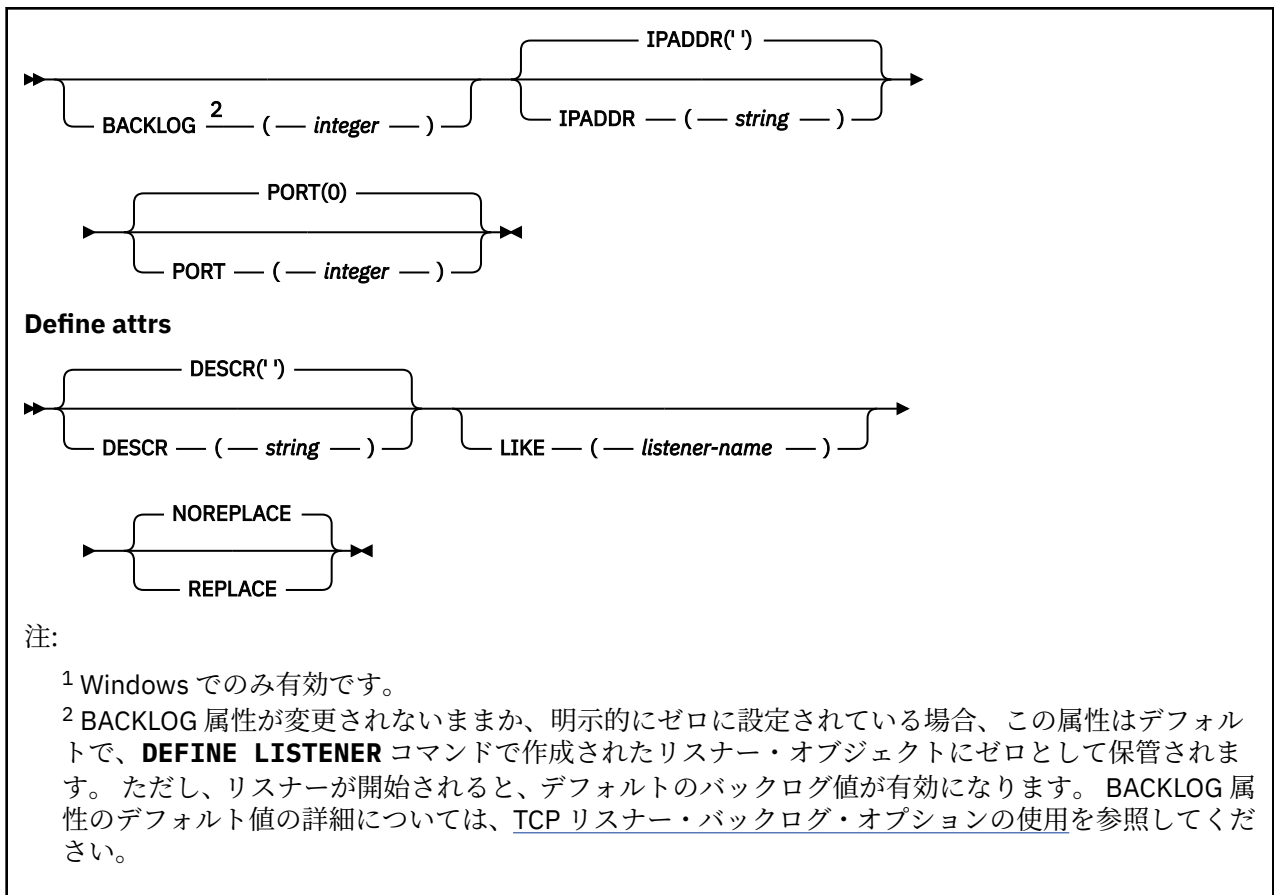 IPADDR(' ')
BACKLOG 2 ( integer ) IPADDR ( string )
PORT(0)
PORT ( integer )
Define attrs
DESCR(' ')
DESCR ( string ) LIKE ( listener-name )
NOREPLACE
REPLACE
注:
1 Windows でのみ有効です。
2 BACKLOG 属性が変更されないままか、明示的にゼロに設定されている場合、この属性はデフォル
トで、DEFINE LISTENER コマンドで作成されたリスナー・オブジェクトにゼロとして保管されま
す。 ただし、リスナーが開始されると、デフォルトのバックログ値が有効になります。 BACKLOG 属
性のデフォルト値の詳細については、TCP リスナー・バックログ・オプションの使用を参照してくだ
さい。